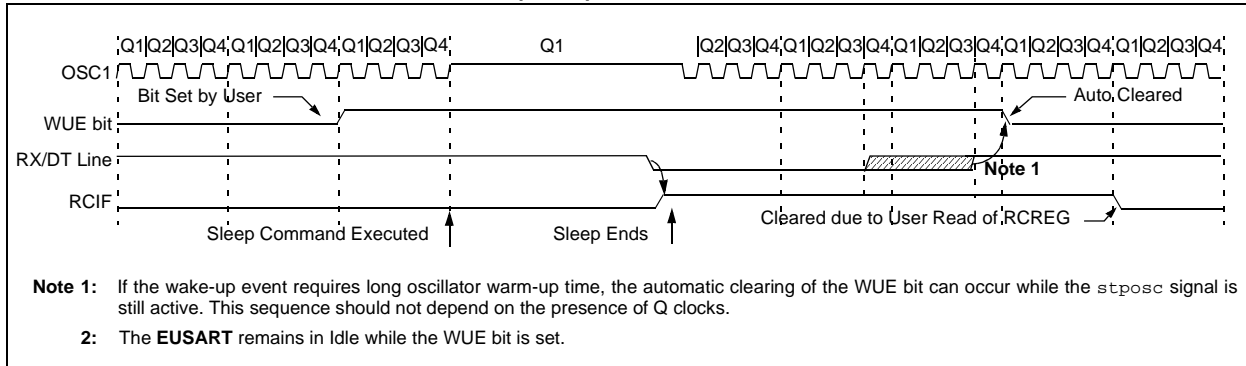 Q1|Q2|Q3|Q4|Q1|Q2|Q3|Q4|Q1|Q2|Q3|Q4 Q1 Q2|Q3|Q4|Q1|Q2|Q3|Q4|Q1|Q2|Q3|Q4|Q1|Q2|Q3|Q4|Q1|Q2|Q3|Q4
OSC1
Bit Set by User Auto Cleared
WUE bit
RX/DT Line
Note 1
RCIF
Cleared due to User Read of RCREG
Sleep Command Executed Sleep Ends
Note 1: If the wake-up event requires long oscillator warm-up time, the automatic clearing of the WUE bit can occur while the stposc signal is
still active. This sequence should not depend on the presence of Q clocks.
2: The EUSART remains in Idle while the WUE bit is set.